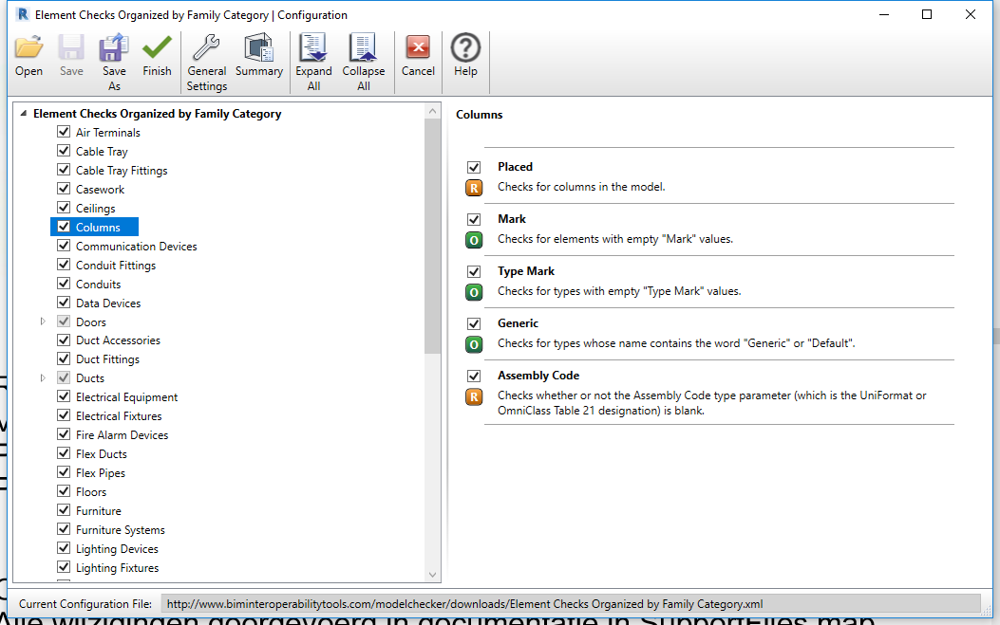 Element Checks Organized by Family Category | Configuration
Open
Save
Save As
Finish
General Settings
Summary
Expand All
Collapse All
Cancel
Help
Element Checks Organized by Family Category
Air Terminals
Cable Tray
Cable Tray Fittings
Casework
Ceilings
Columns
Communication Devices
Conduit Fittings
Conduits
Data Devices
Doors
Duct Accessories
Duct Fittings
Ducts
Electrical Equipment
Electrical Fixtures
Fire Alarm Devices
Flex Ducts
Flex Pipes
Floors
Furniture
Furniture Systems
Lighting Devices
Lighting Fixtures
Columns
Placed
R Checks for columns in the model.
Mark
O Checks for elements with empty "Mark" values.
Type Mark
O Checks for types with empty "Type Mark" values.
Generic
O Checks for types whose name contains the word "Generic" or "Default".
Assembly Code
R Checks whether or not the Assembly Code type parameter (which is the UniFormat or
OmniClass Table 21 designation) is blank.
Current Configuration File: http://www.biminteroperabilitytools.com/modelchecker/downloads/Element Checks Organized by Family Category.xml
Alle wijzigingen doorgevoerd in documentatie in SupportFiles map